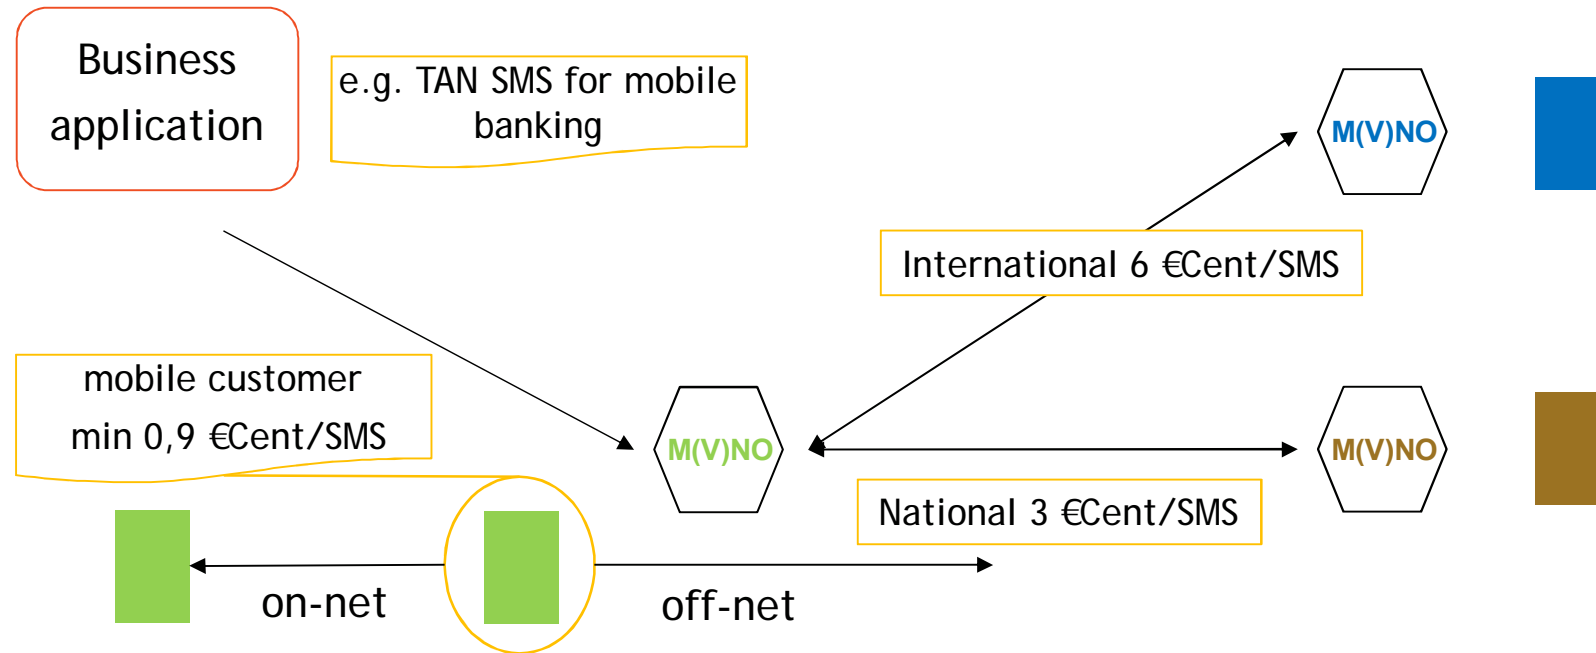 Business
application
e.g. TAN SMS for mobile
banking
M(V)NO
International 6 €Cent/SMS
mobile customer
min 0,9 €Cent/SMS
M(V)NO
M(V)NO
National 3 €Cent/SMS
on-net
off-net